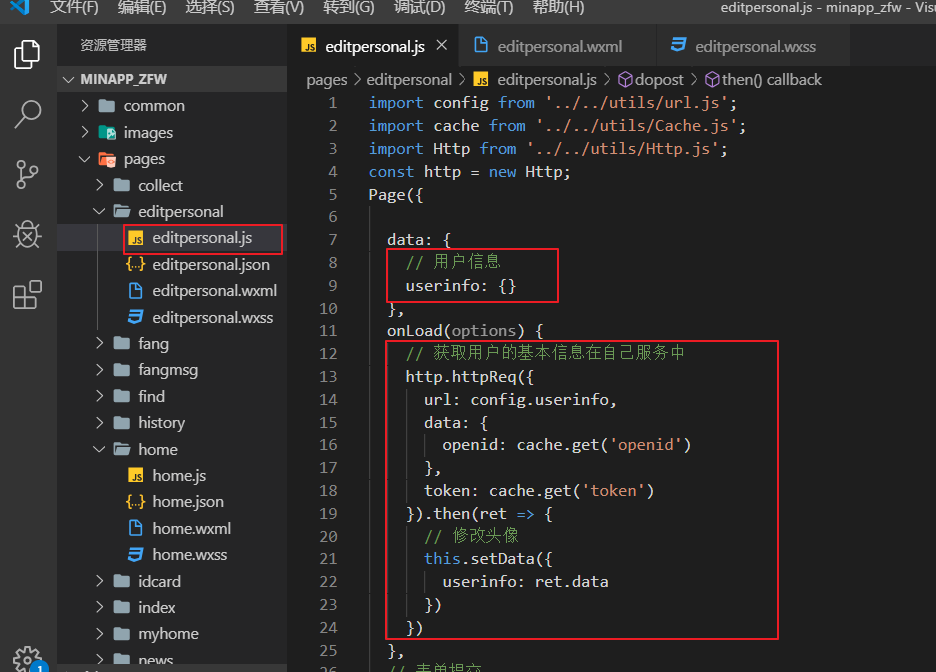 文件(F) 编辑(E) 选择(S) 查看(V) 转到(G) 调试(D) 终端(T) 帮助(H) editpersonal.js - minapp_zfw -
资源管理器
MINAPP_ZFW
common
images
pages
collect
editpersonal
editpersonal.js
editpersonal.json
editpersonal.wxml
editpersonal.wxss
fang
fangmsg
find
history
home
home.js
home.json
home.wxml
home.wxss
idcard
index
myhome
news
1
editpersonal.js editpersonal.wxml editpersonal.wxss
pages > editpersonal > JS editpersonal.js > dopost > then() callback
1 import config from '../../utils/url.js';
2 import cache from '../../utils/Cache.js';
3 import Http from '../../utils/Http.js';
4 const http = new Http;
5 Page({
6
7 data: {
8 // 用户信息
9 userinfo: {}
10 },
11 onLoad(options) {
12 // 获取用户的基本信息在自己服务中
13 http.httpReq({
14 url: config.userinfo,
15 data: {
16 openid: cache.get('openid')
17 },
18 token: cache.get('token')
19 }).then(ret => {
20 // 修改头像
21 this.setData({
22 userinfo: ret.data
23 })
24 })
25 },
26 // 表单提交